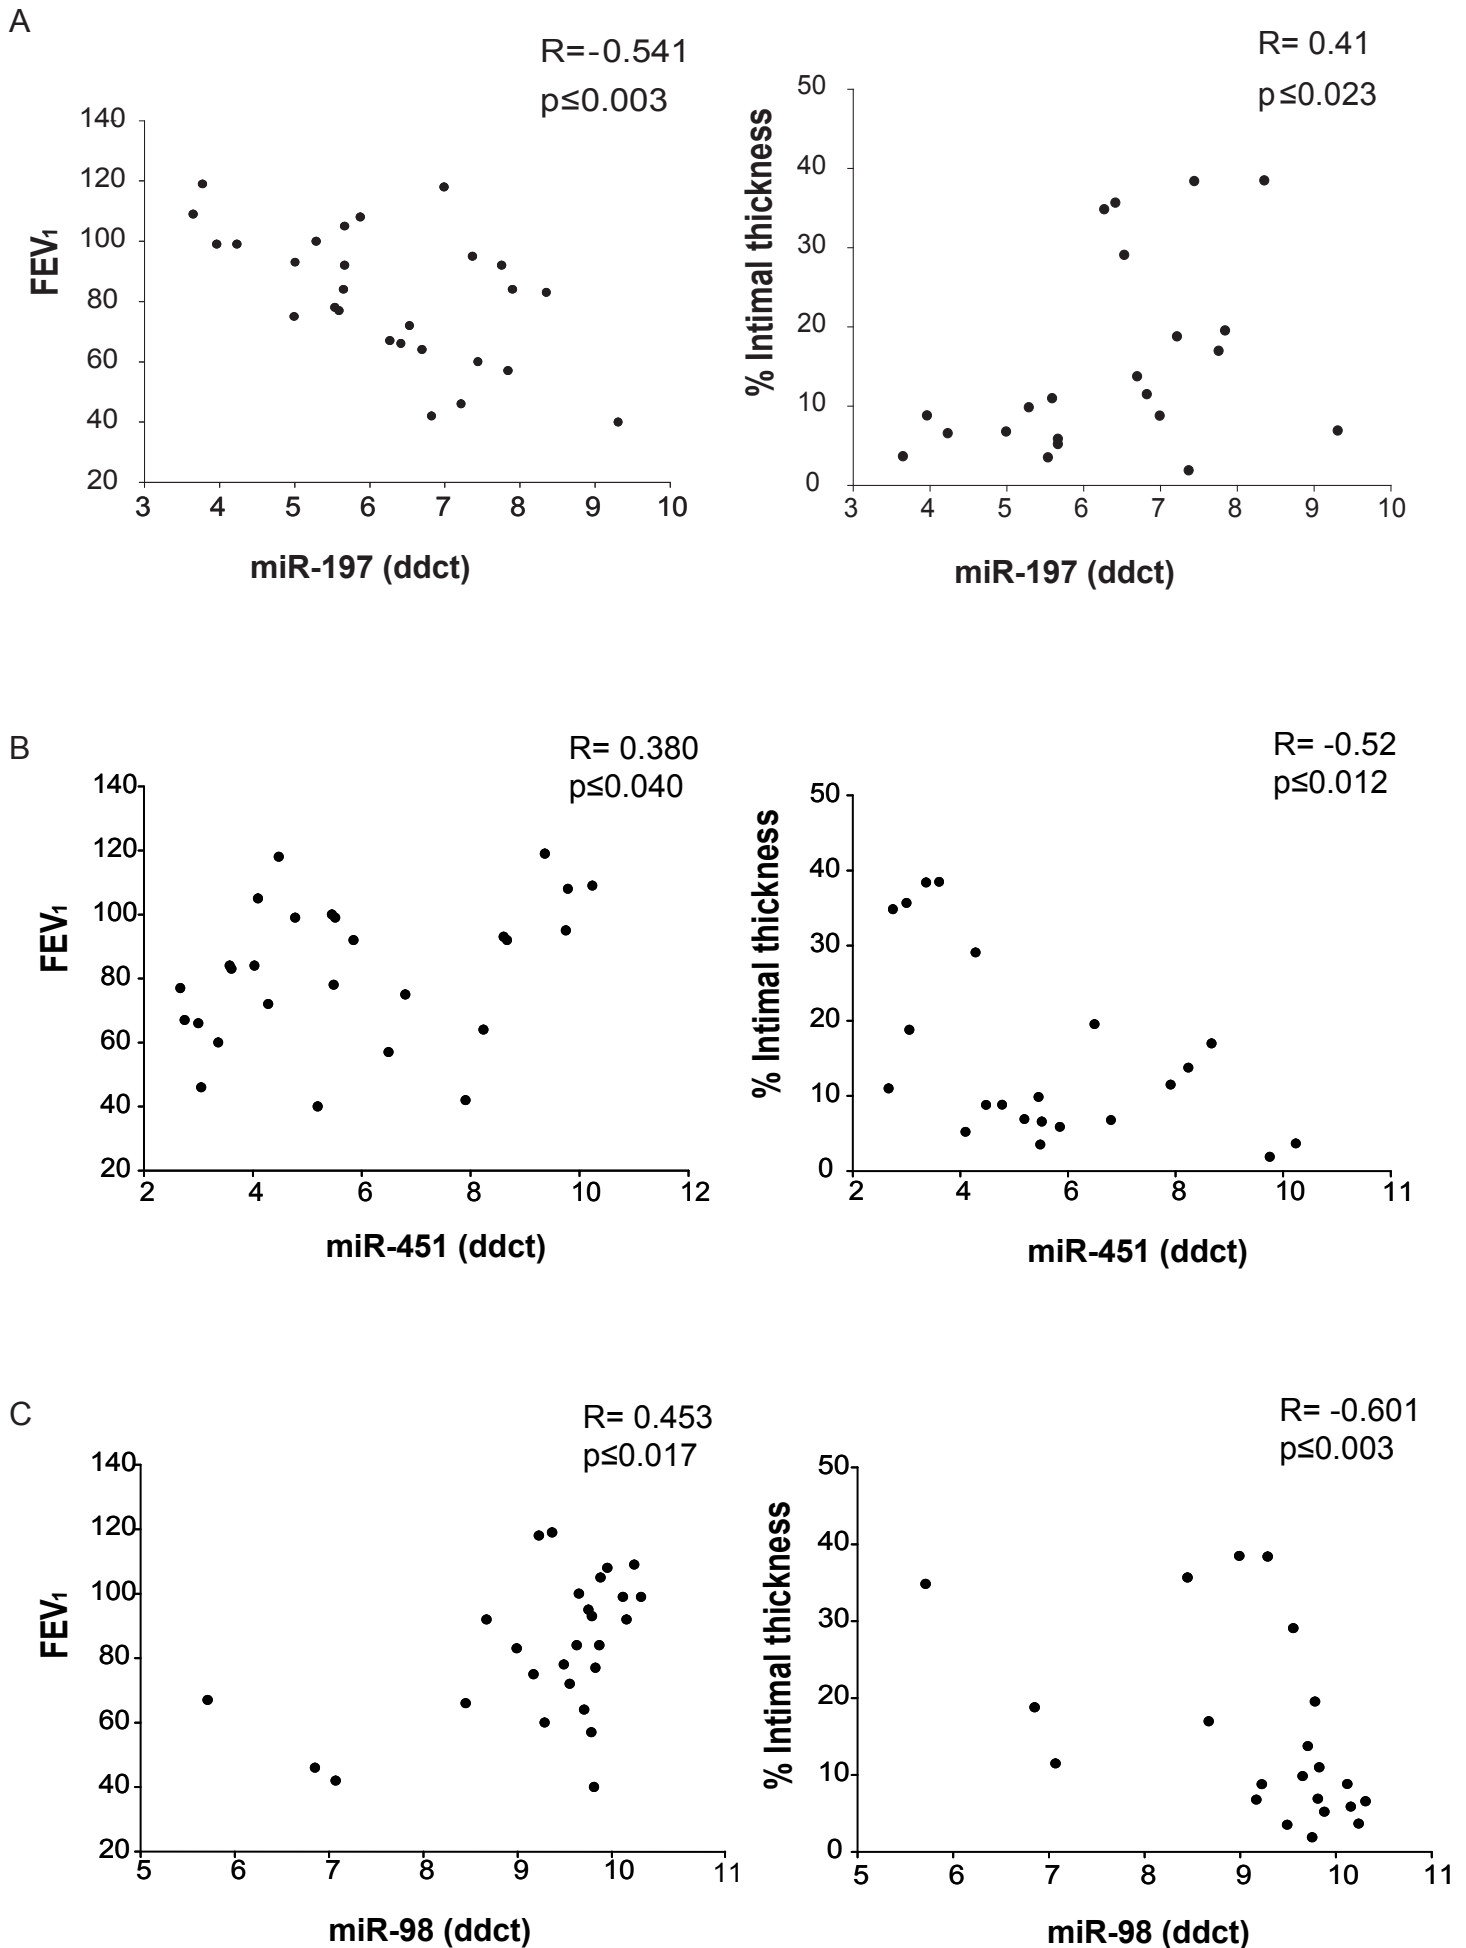 A
R=-0.541
p≤0.003
140
120
100
80
60
40
20
FEV1
3 4 5 6 7 8 9 10
miR-197 (ddct)
R= 0.41
p≤0.023
50
40
30
20
10
0
% Intimal thickness
3 4 5 6 7 8 9 10
miR-197 (ddct)
B
R= 0.380
p≤0.040
140
120
100
80
60
40
20
FEV1
2 4 6 8 10 12
miR-451 (ddct)
R= -0.52
p≤0.012
50
40
30
20
10
0
% Intimal thickness
2 4 6 8 10 11
miR-451 (ddct)
C
R= 0.453
p≤0.017
140
120
100
80
60
40
20
FEV1
5 6 7 8 9 10 11
miR-98 (ddct)
R= -0.601
p≤0.003
50
40
30
20
10
0
% Intimal thickness
5 6 7 8 9 10 11
miR-98 (ddct)